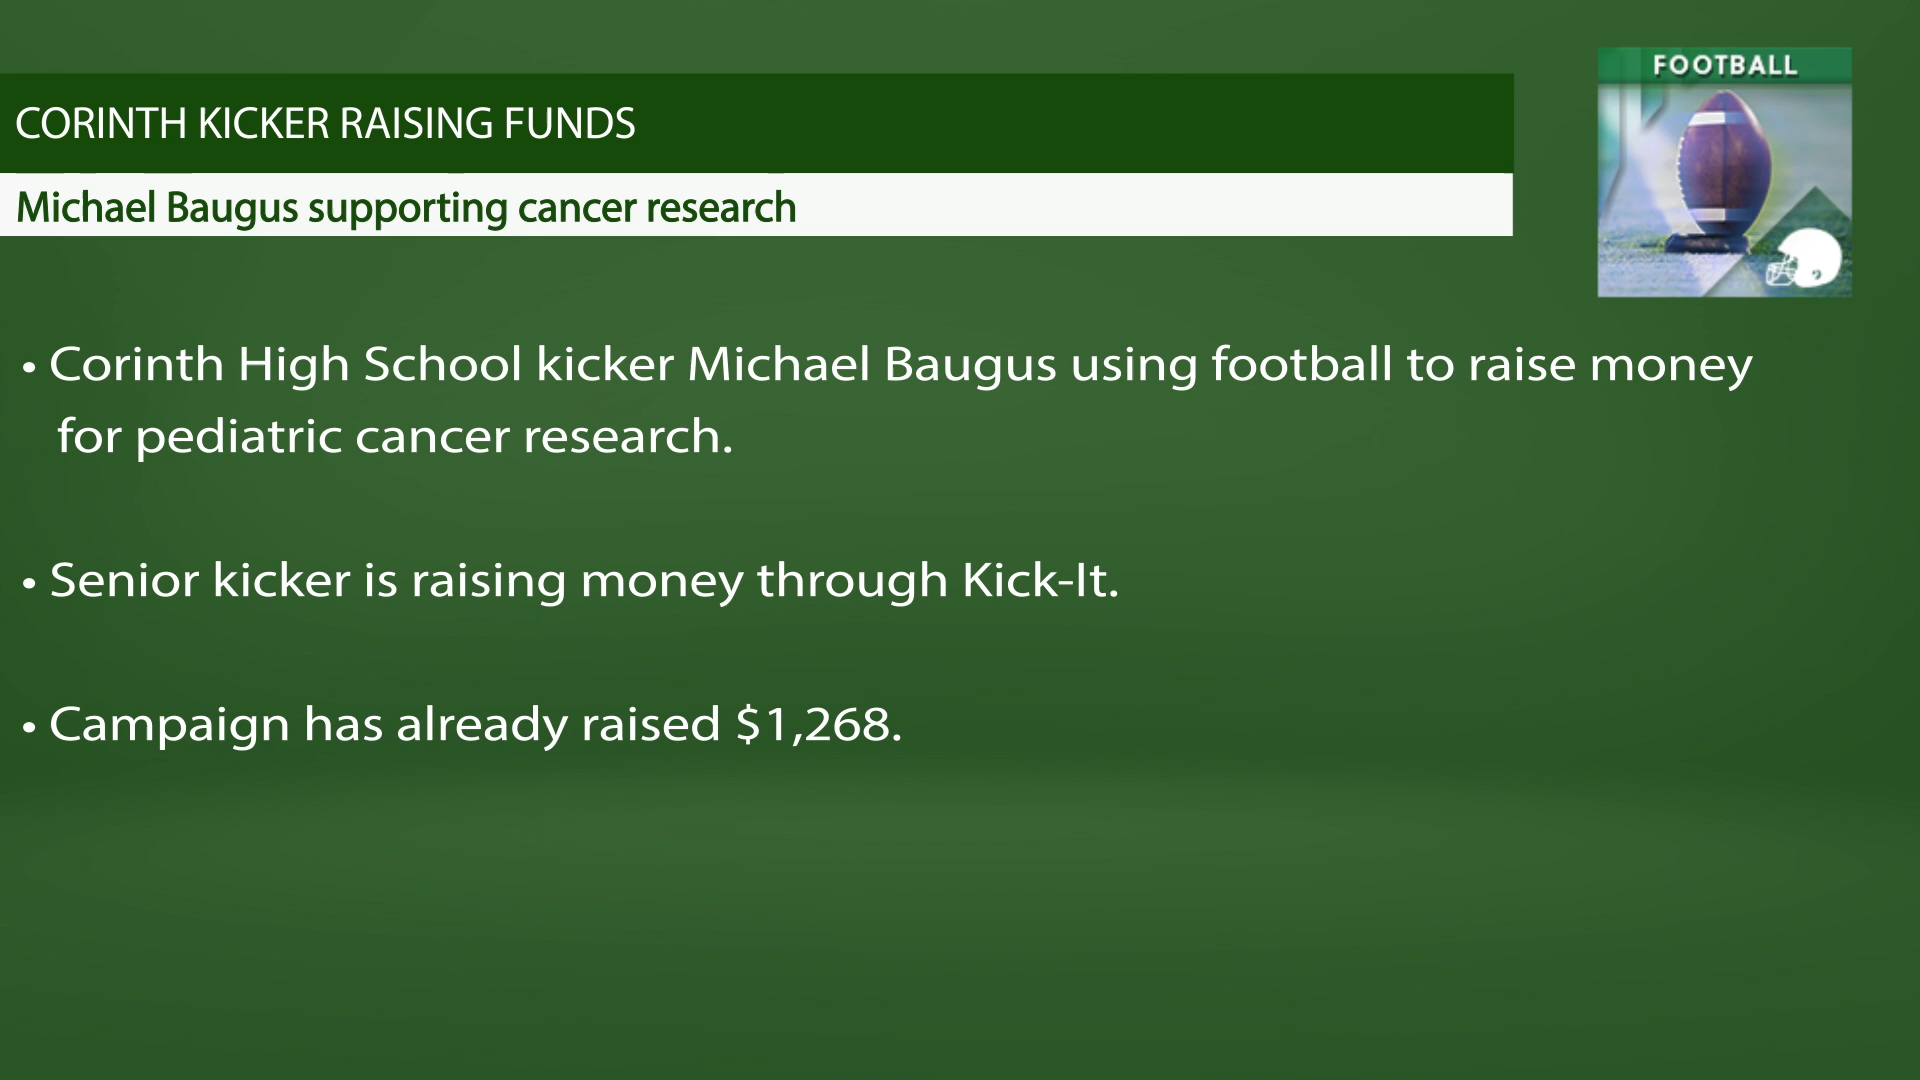 FOOTBALL
CORINTH KICKER RAISING FUNDS
Michael Baugus supporting cancer research
• Corinth High School kicker Michael Baugus using football to raise money
for pediatric cancer research.
• Senior kicker is raising money through Kick-It.
• Campaign has already raised $1,268.